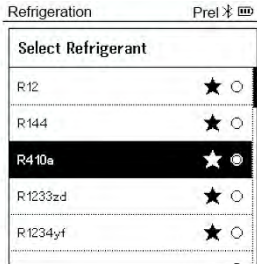 Refrigeration Prel
Select Refrigerant
R12
R144
R410a
R1233zd
R1234yf